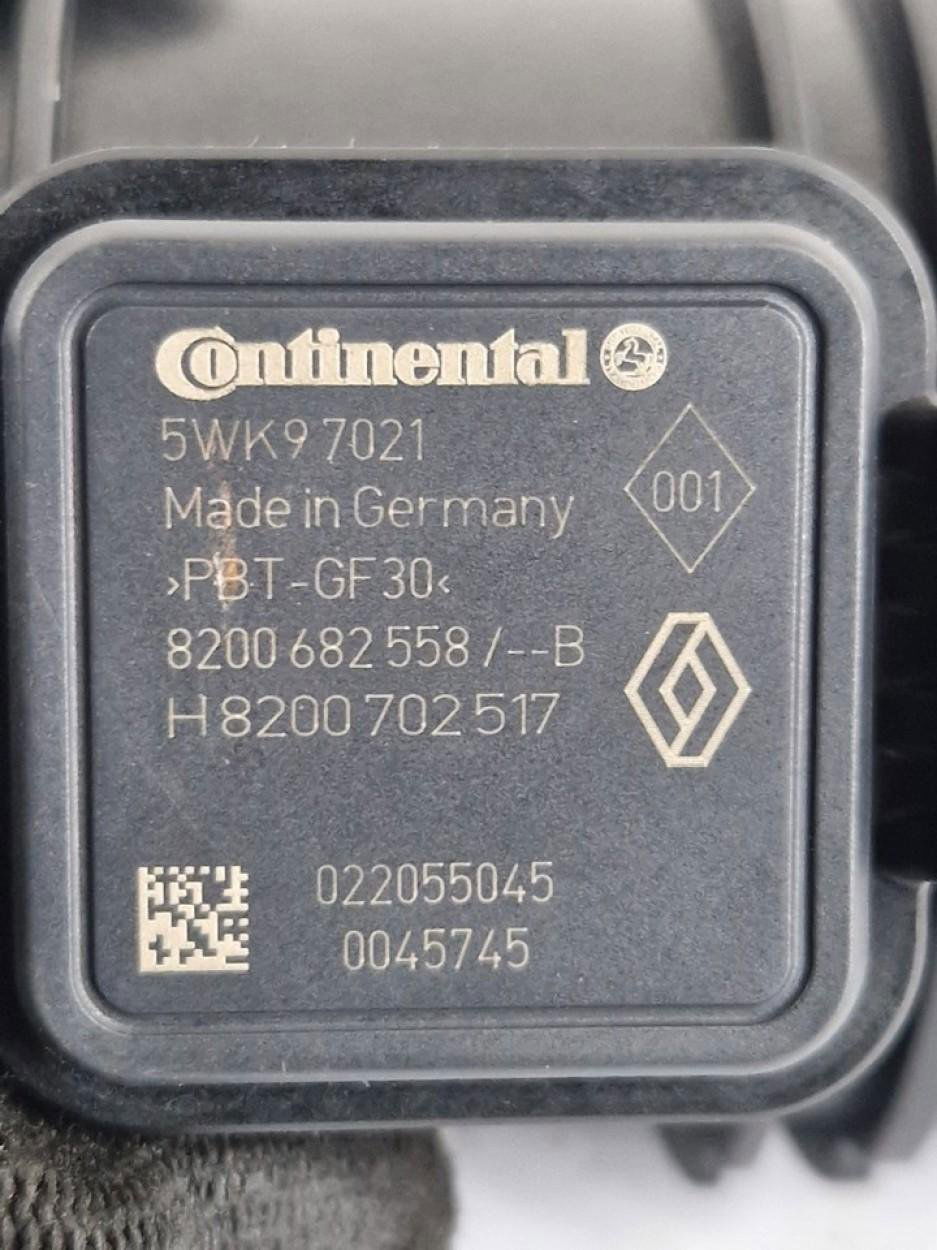 Continental
5WK9 7021
001
Made in Germany
>PBT-GF30<
8200 682 558 /--B
H 8200 702 517
022055045
0045745